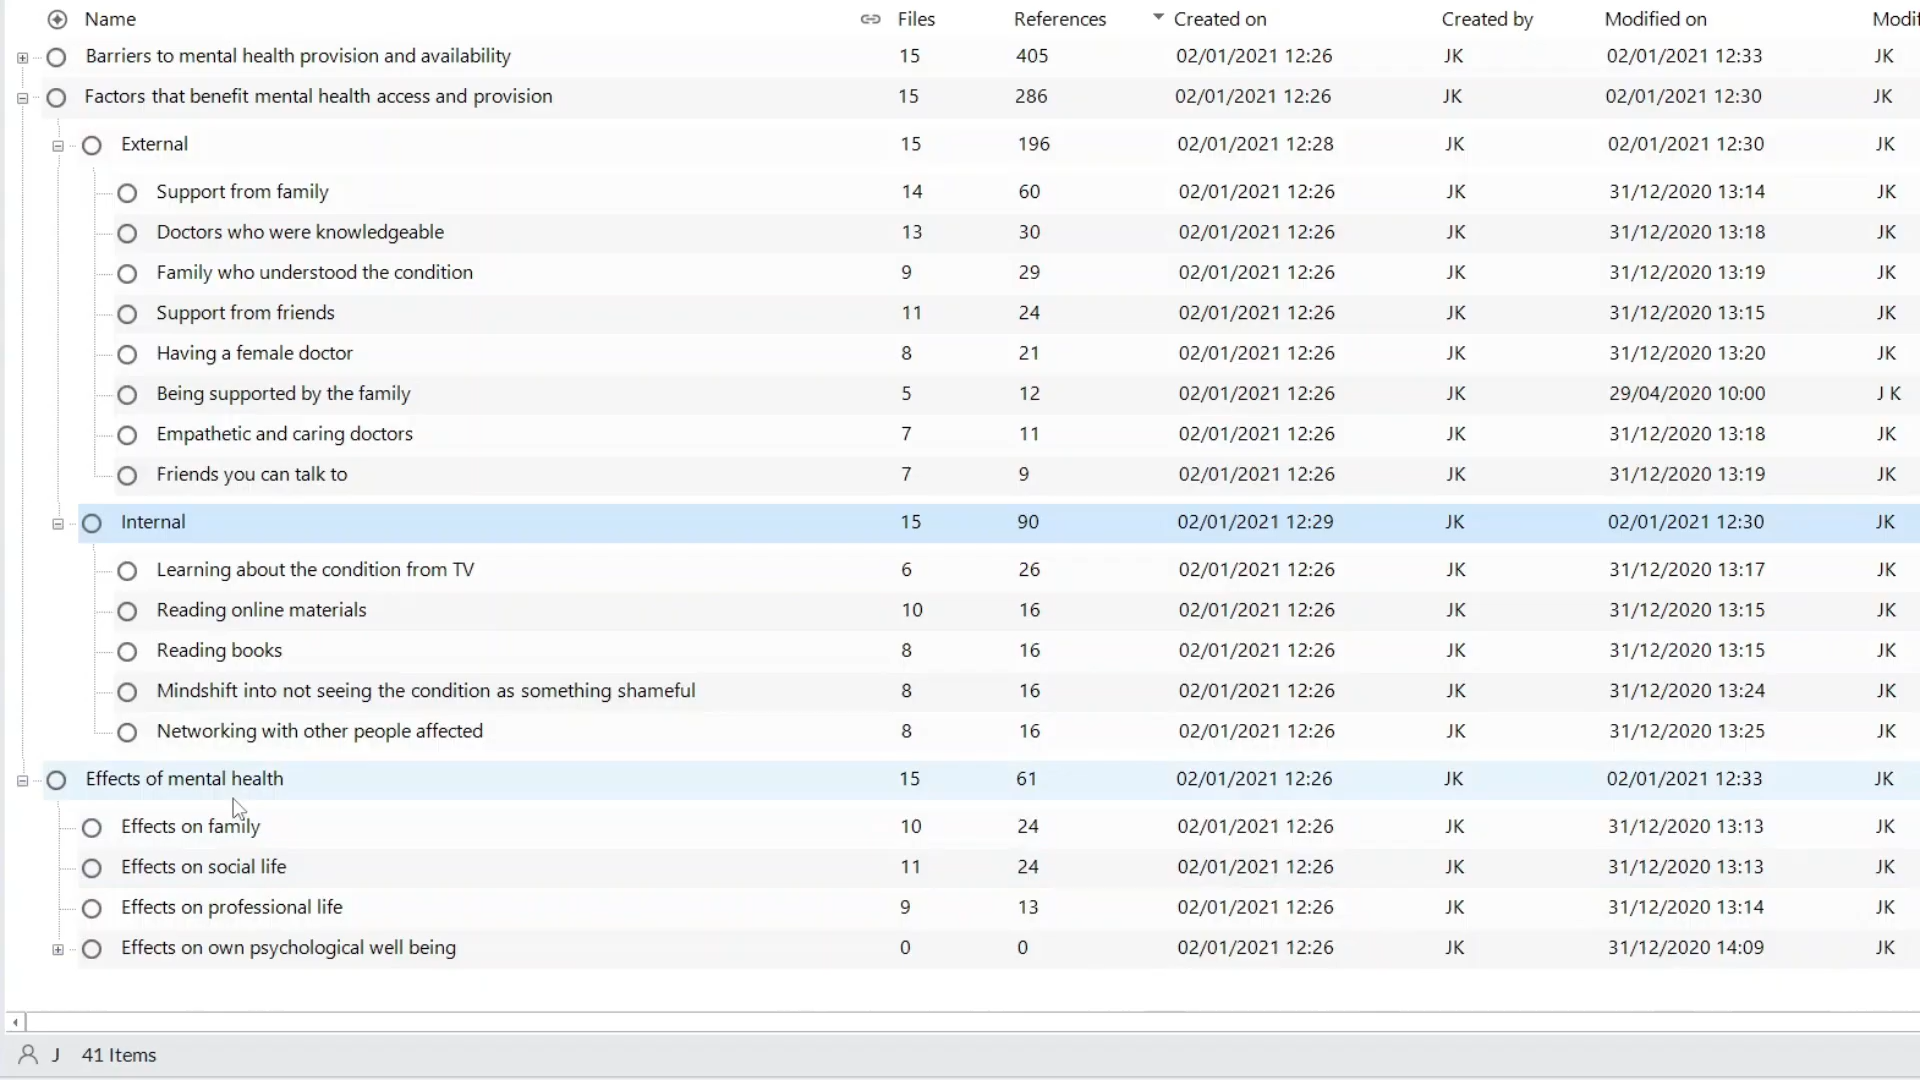 Name Files References Created on Created by Modified on Modif
Barriers to mental health provision and availability 15 405 02/01/2021 12:26 JK 02/01/2021 12:33 JK
Factors that benefit mental health access and provision 15 286 02/01/2021 12:26 JK 02/01/2021 12:30 JK
External 15 196 02/01/2021 12:28 JK 02/01/2021 12:30 JK
Support from family 14 60 02/01/2021 12:26 JK 31/12/2020 13:14 JK
Doctors who were knowledgeable 13 30 02/01/2021 12:26 JK 31/12/2020 13:18 JK
Family who understood the condition 9 29 02/01/2021 12:26 JK 31/12/2020 13:19 JK
Support from friends 11 24 02/01/2021 12:26 JK 31/12/2020 13:15 JK
Having a female doctor 8 21 02/01/2021 12:26 JK 31/12/2020 13:20 JK
Being supported by the family 5 12 02/01/2021 12:26 JK 29/04/2020 10:00 J K
Empathetic and caring doctors 7 11 02/01/2021 12:26 JK 31/12/2020 13:18 JK
Friends you can talk to 7 9 02/01/2021 12:26 JK 31/12/2020 13:19 JK
Internal 15 90 02/01/2021 12:29 JK 02/01/2021 12:30 JK
Learning about the condition from TV 6 26 02/01/2021 12:26 JK 31/12/2020 13:17 JK
Reading online materials 10 16 02/01/2021 12:26 JK 31/12/2020 13:15 JK
Reading books 8 16 02/01/2021 12:26 JK 31/12/2020 13:15 JK
Mindshift into not seeing the condition as something shameful 8 16 02/01/2021 12:26 JK 31/12/2020 13:24 JK
Networking with other people affected 8 16 02/01/2021 12:26 JK 31/12/2020 13:25 JK
Effects of mental health 15 61 02/01/2021 12:26 JK 02/01/2021 12:33 JK
Effects on family 10 24 02/01/2021 12:26 JK 31/12/2020 13:13 JK
Effects on social life 11 24 02/01/2021 12:26 JK 31/12/2020 13:13 JK
Effects on professional life 9 13 02/01/2021 12:26 JK 31/12/2020 13:14 JK
Effects on own psychological well being 0 0 02/01/2021 12:26 JK 31/12/2020 14:09 JK
J 41 Items